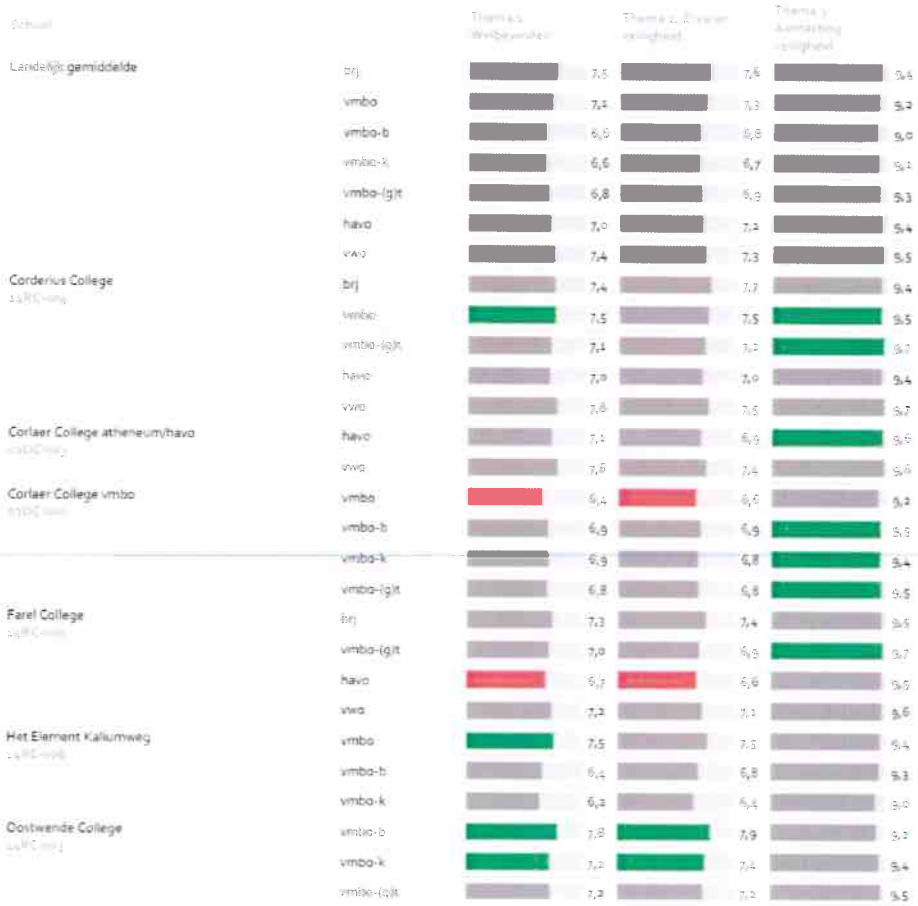 School Thema 1. Welbevinden Thema 2. Ervaren veiligheid Thema 3. Aantasting veiligheid
Landelijk gemiddelde brj 7,5 7,6 9,4
vmbo 7,1 7,3 9,2
vmbo-b 6,6 6,8 9,0
vmbo-k 6,6 6,7 9,1
vmbo-(g)t 6,8 6,9 9,3
havo 7,0 7,2 9,4
vwo 7,4 7,3 9,5
Corderius College brj 7,4 7,7 9,4
vmbo 7,5 7,5 9,5
vmbo-(g)t 7,1 7,2 9,7
havo 7,0 7,0 9,4
vwo 7,6 7,5 9,7
Corlaer College atheneum/havo havo 7,1 6,9 9,6
vwo 7,6 7,4 9,6
Corlaer College vmbo vmbo 6,4 6,6 9,2
vmbo-b 6,9 6,9 9,5
vmbo-k 6,9 6,8 9,4
vmbo-(g)t 6,8 6,8 9,5
Farel College brj 7,3 7,4
vmbo-(g)t 7,0 6,9 9,7
havo 6,7 6,6
vwo 7,2 7,1 9,6
Het Element Kaliumweg vmbo 7,5 7,5 9,4
vmbo-b 6,4 6,8 9,3
vmbo-k 6,2 6,4 9,0
Oostwende College vmbo-b 7,8 7,9 9,2
vmbo-k 7,2 7,4 9,4
vmbo-(g)t 7,2 7,2 9,5